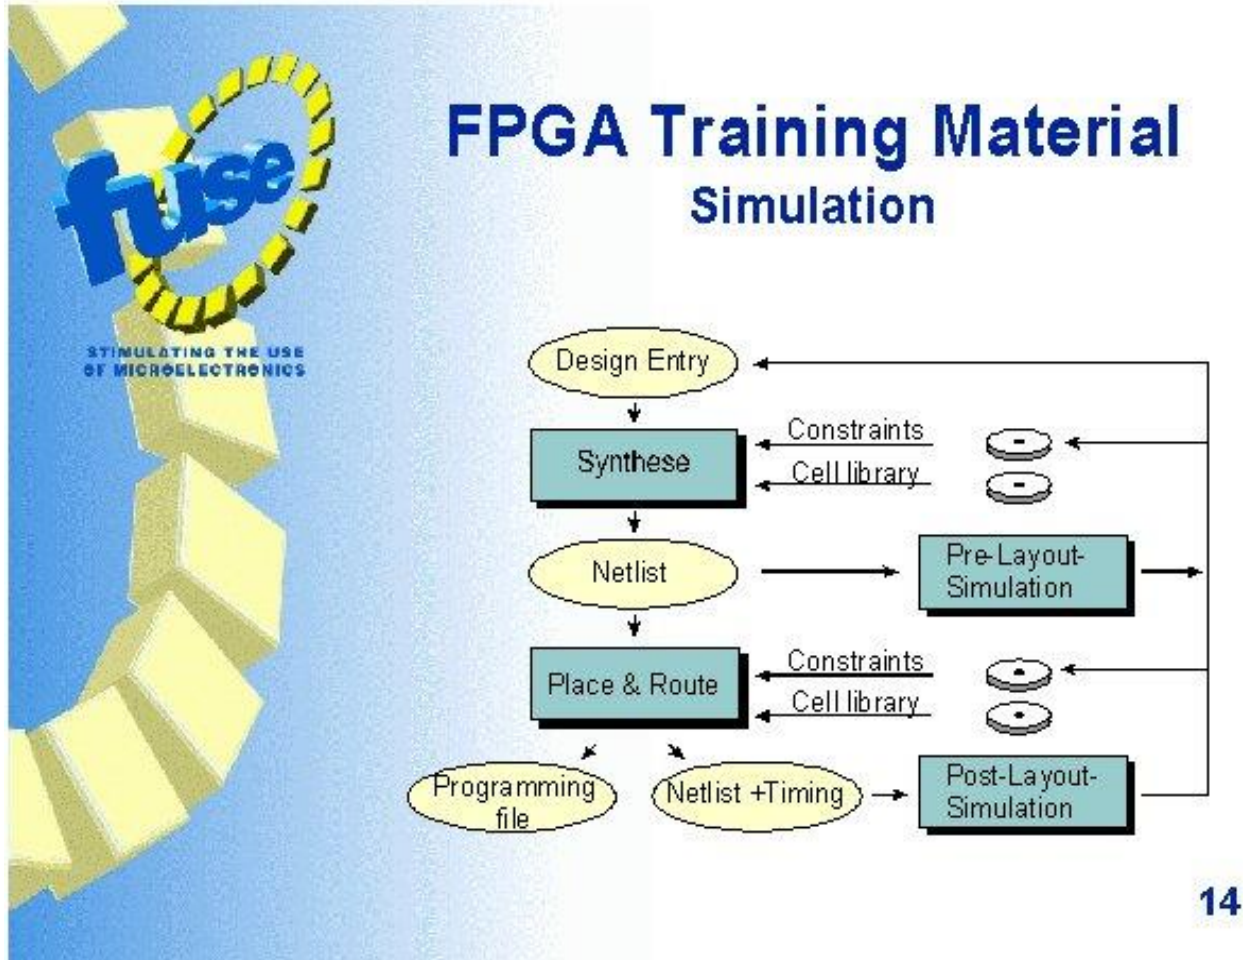 fuse
STIMULATING THE USE
OF MICROELECTRONICS
FPGA Training Material
Simulation
Design Entry
Synthese
Constraints
Cell library
Netlist
Pre-Layout-
Simulation
Place & Route
Constraints
Cell library
Programming
file
Netlist +Timing
Post-Layout-
Simulation
14